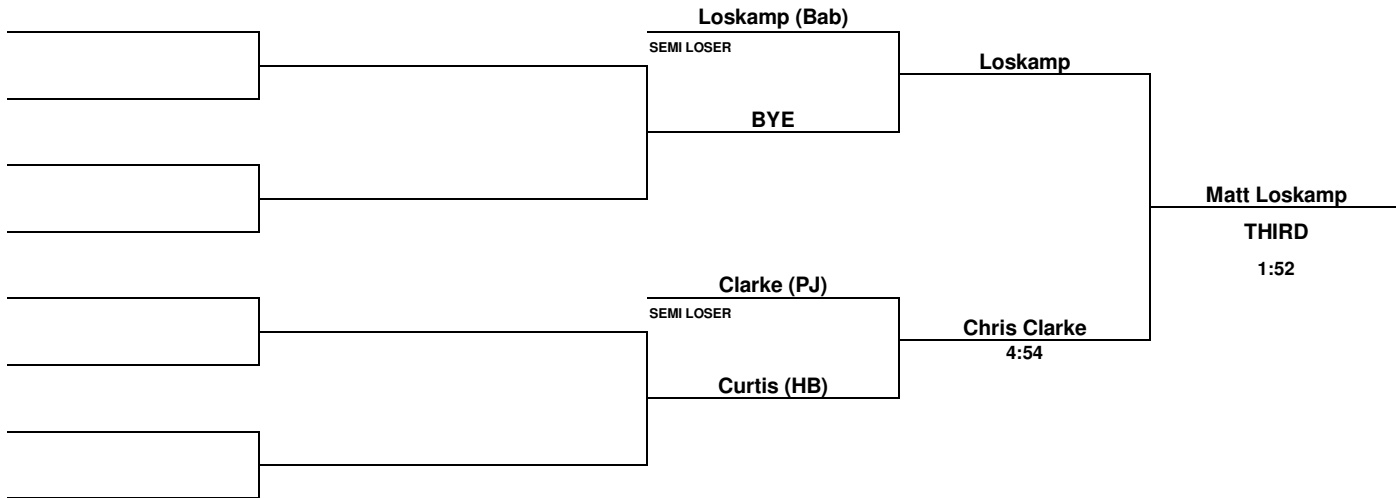 Loskamp (Bab)
SEMI LOSER
Loskamp
BYE
Matt Loskamp
THIRD
1:52
Clarke (PJ)
SEMI LOSER
Chris Clarke
4:54
Curtis (HB)